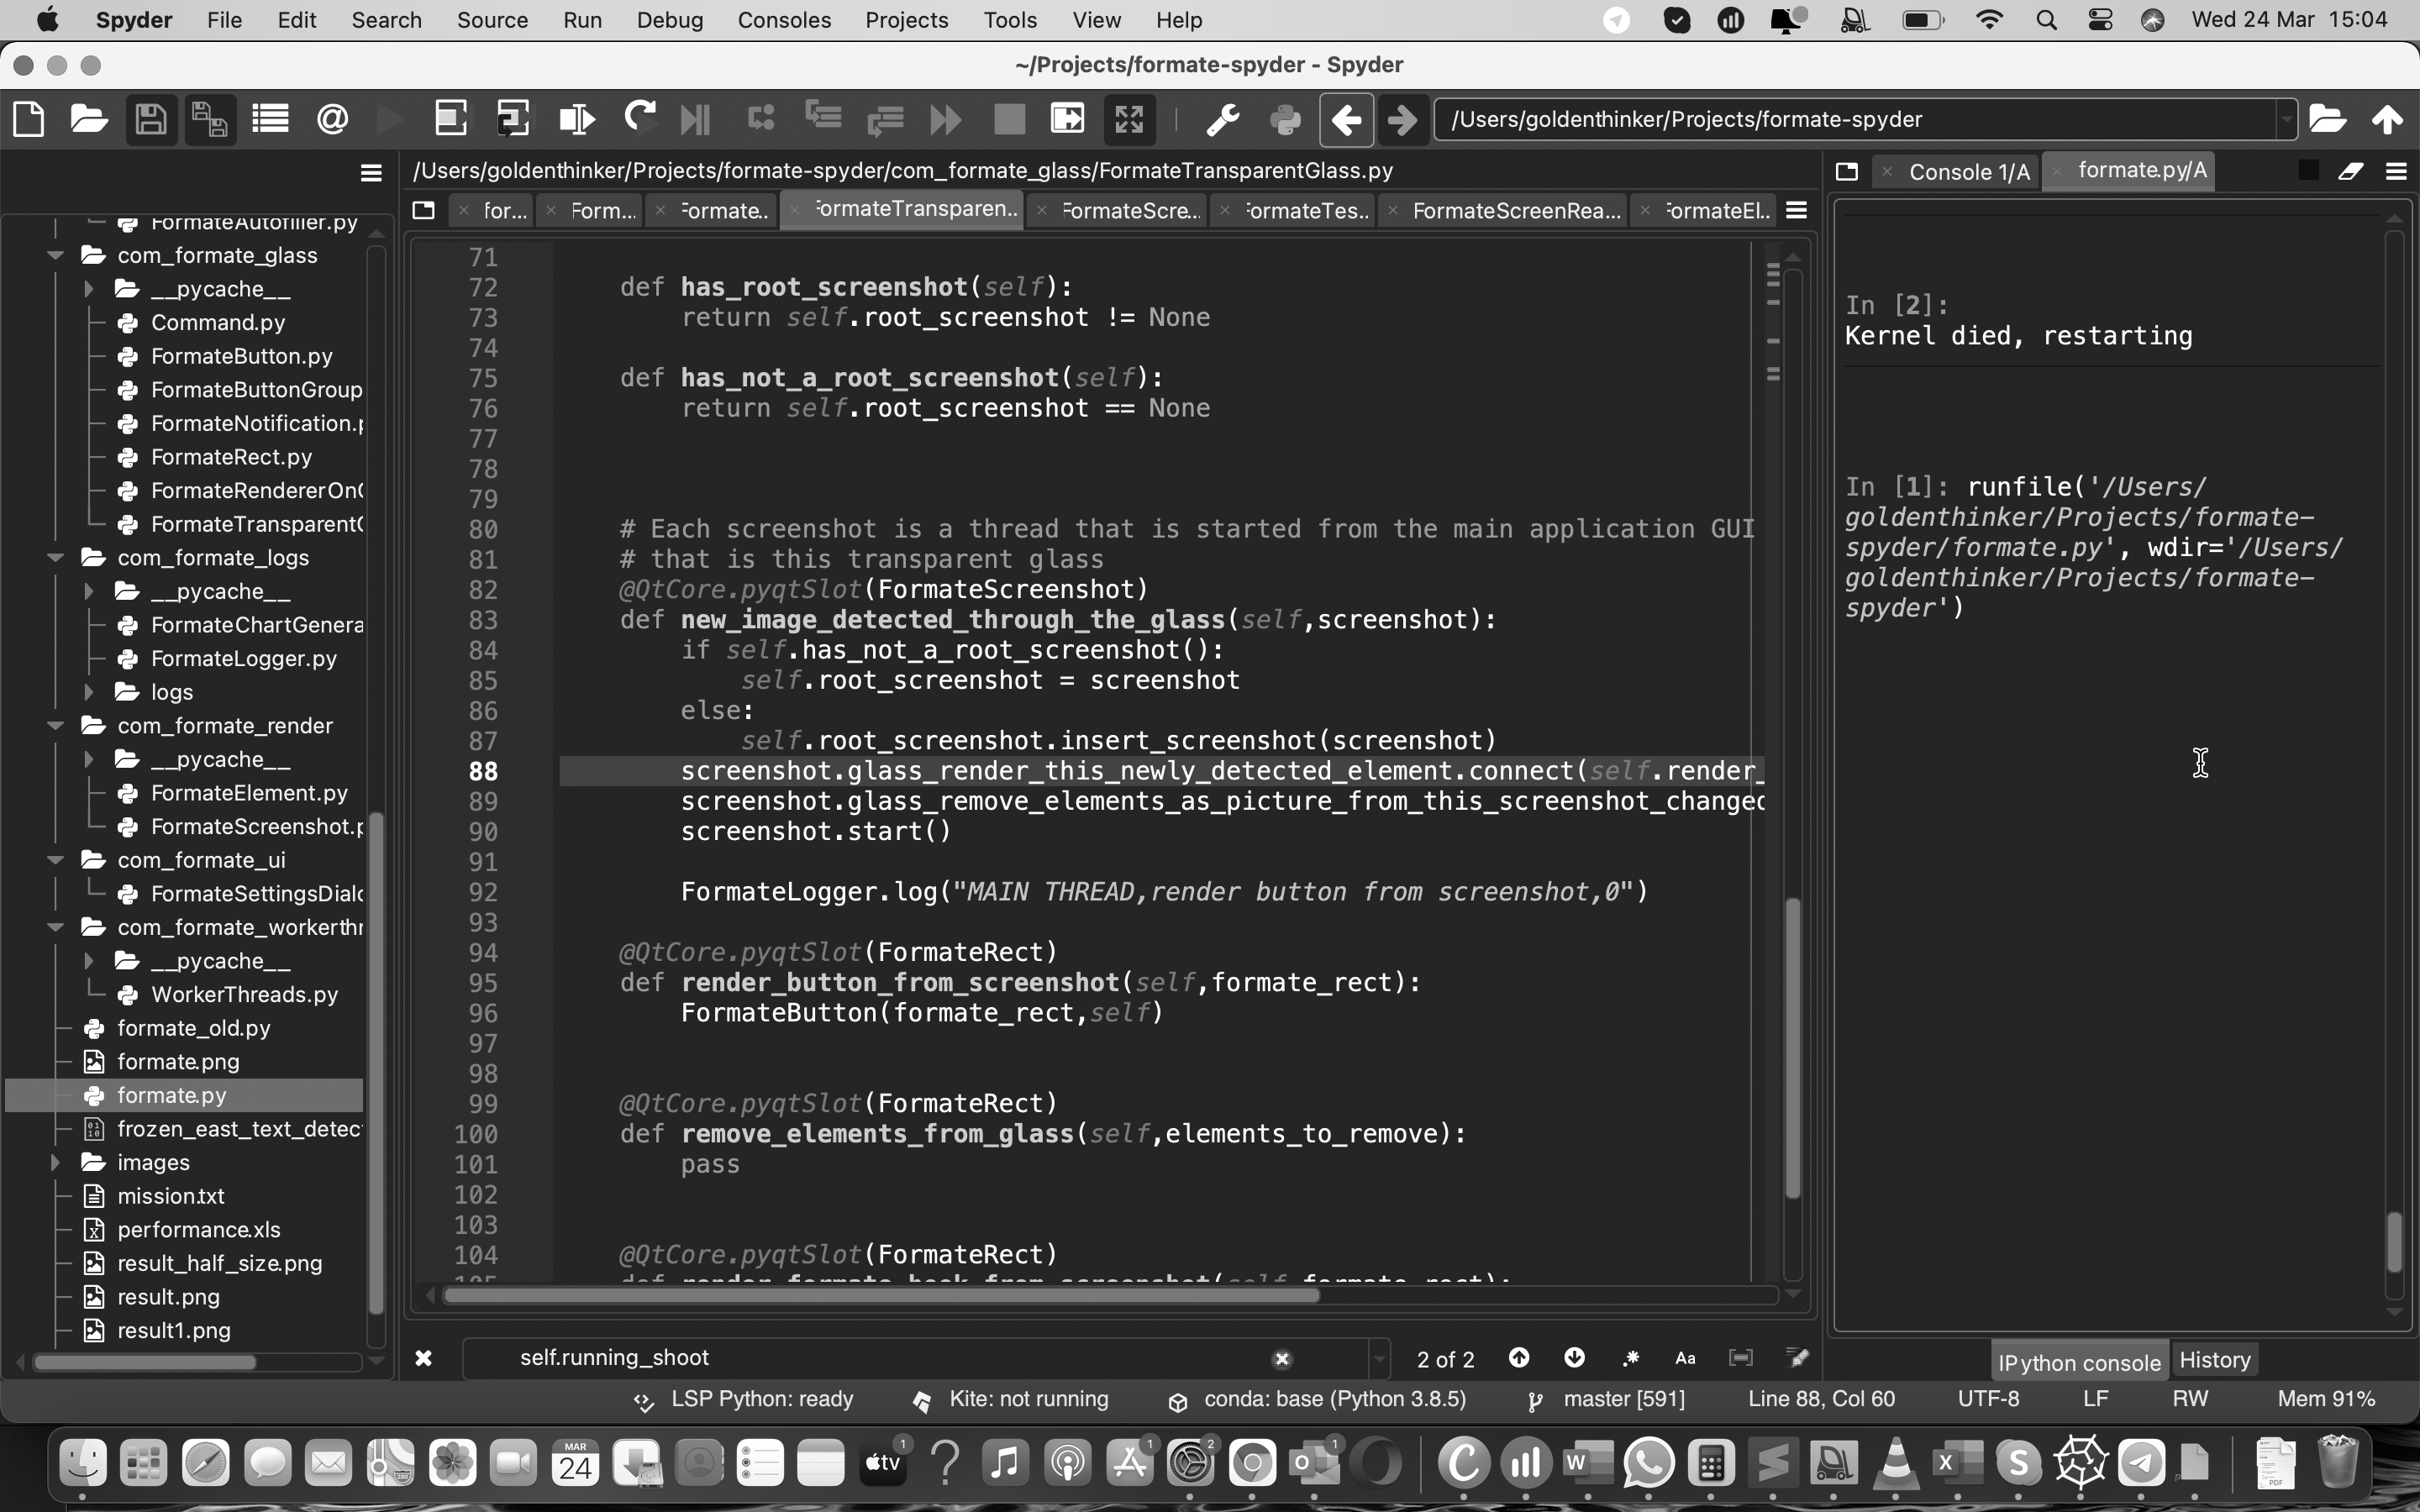 Spyder File Edit Search Source Run Debug Consoles Projects Tools View Help Wed 24 Mar 15:04
~/Projects/formate-spyder - Spyder
/Users/goldenthinker/Projects/formate-spyder
/Users/goldenthinker/Projects/formate-spyder/com_formate_glass/FormateTransparentGlass.py
for... Form... Formate.. FormateTransparen.. FormateScre... FormateTes.. FormateScreenRea... FormateEl..
Console 1/A formate.py/A
FormateAutofiller.py
com_formate_glass
__pycache__
Command.py
FormateButton.py
FormateButtonGroup
FormateNotification.p
FormateRect.py
FormateRendererOn
FormateTransparent
com_formate_logs
__pycache__
FormateChartGenera
FormateLogger.py
logs
com_formate_render
__pycache__
FormateElement.py
FormateScreenshot.p
com_formate_ui
FormateSettingsDialo
com_formate_workerthr
__pycache__
WorkerThreads.py
formate_old.py
formate.png
formate.py
frozen_east_text_detec
images
mission.txt
performance.xls
result_half_size.png
result.png
result1.png
71
72 def has_root_screenshot(self):
73 return self.root_screenshot != None
74
75 def has_not_a_root_screenshot(self):
76 return self.root_screenshot == None
77
78
79
80 # Each screenshot is a thread that is started from the main application GUI
81 # that is this transparent glass
82 @QtCore.pyqtSlot(FormateScreenshot)
83 def new_image_detected_through_the_glass(self,screenshot):
84 if self.has_not_a_root_screenshot():
85 self.root_screenshot = screenshot
86 else:
87 self.root_screenshot.insert_screenshot(screenshot)
88 screenshot.glass_render_this_newly_detected_element.connect(self.render_
89 screenshot.glass_remove_elements_as_picture_from_this_screenshot_changed
90 screenshot.start()
91
92 FormateLogger.log("MAIN THREAD,render button from screenshot,0")
93
94 @QtCore.pyqtSlot(FormateRect)
95 def render_button_from_screenshot(self,formate_rect):
96 FormateButton(formate_rect,self)
97
98
99 @QtCore.pyqtSlot(FormateRect)
100 def remove_elements_from_glass(self,elements_to_remove):
101 pass
102
103
104 @QtCore.pyqtSlot(FormateRect)
In [2]:
Kernel died, restarting
In [1]: runfile('/Users/
goldenthinker/Projects/formate-
spyder/formate.py', wdir='/Users/
goldenthinker/Projects/formate-
spyder')
self.running_shoot 2 of 2 .* Aa
IPython console History
LSP Python: ready Kite: not running conda: base (Python 3.8.5) master [591] Line 88, Col 60 UTF-8 LF RW Mem 91%
MAR
24
tv 1 1 2 1
W X S
PDF